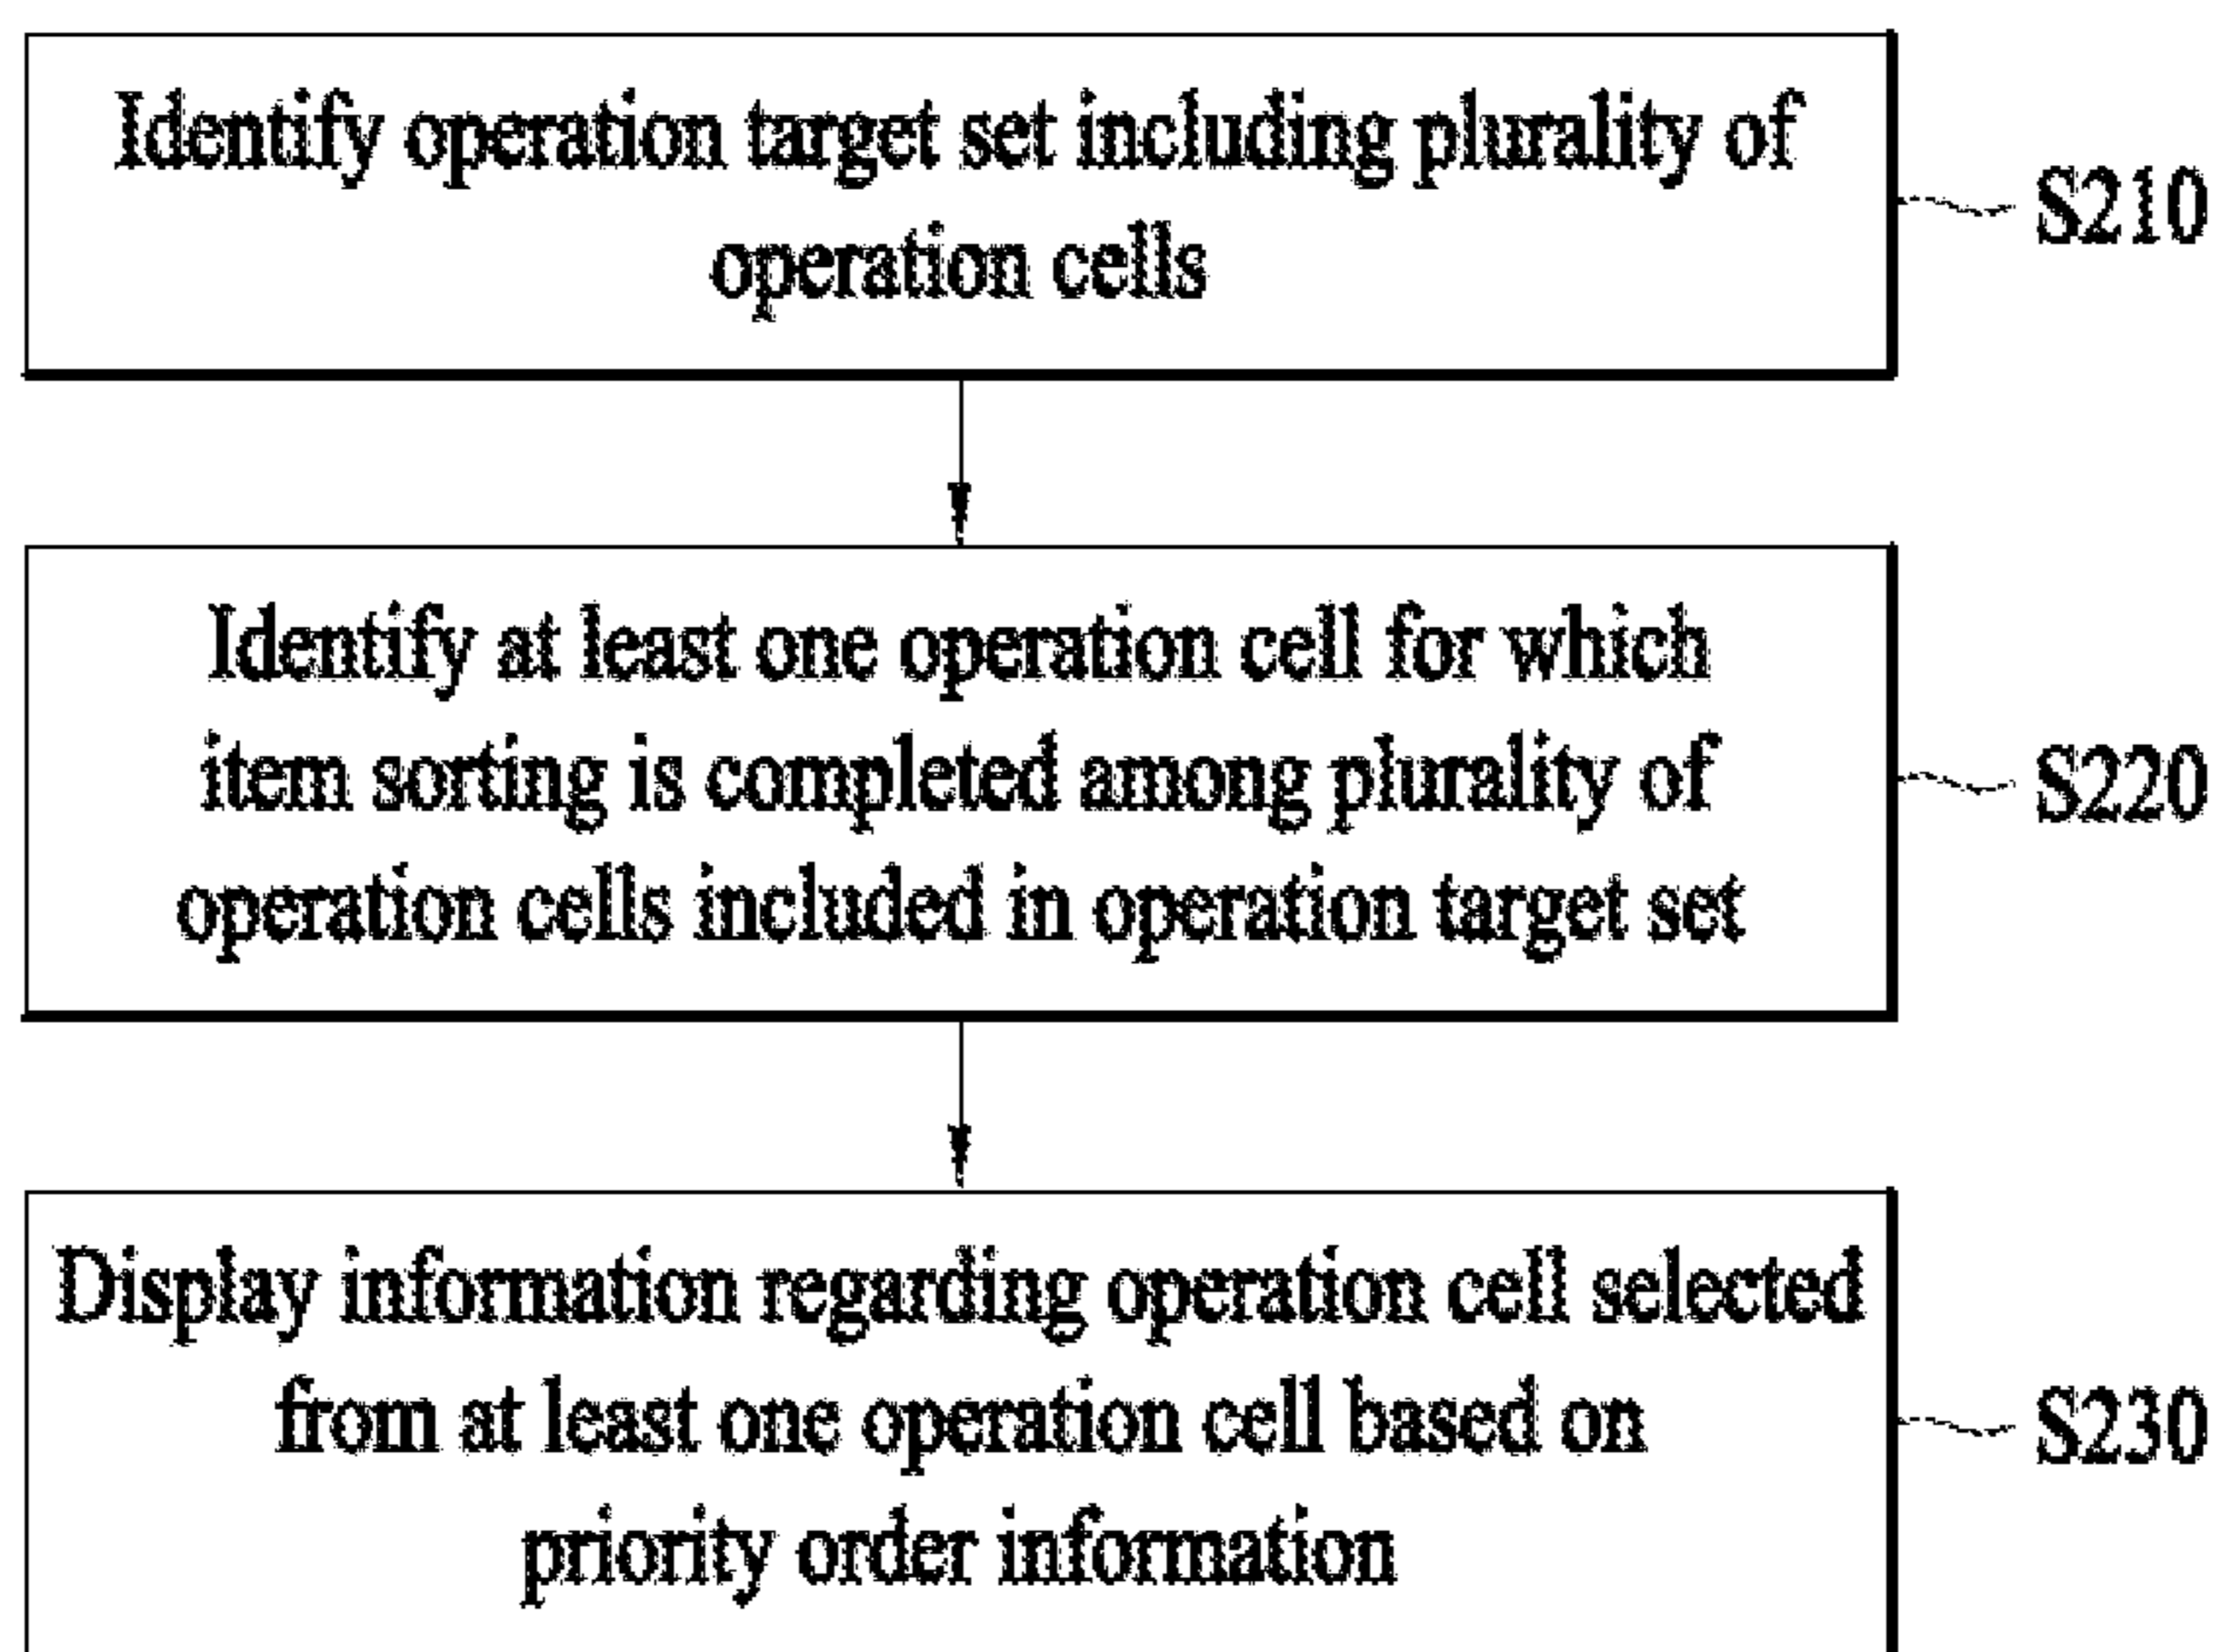 Identify operation target set including plurality of
operation cells
S210
Identify at least one operation cell for which
item sorting is completed among plurality of
operation cells included in operation target set
S220
Display information regarding operation cell selected
from at least one operation cell based on
priority order information
S230